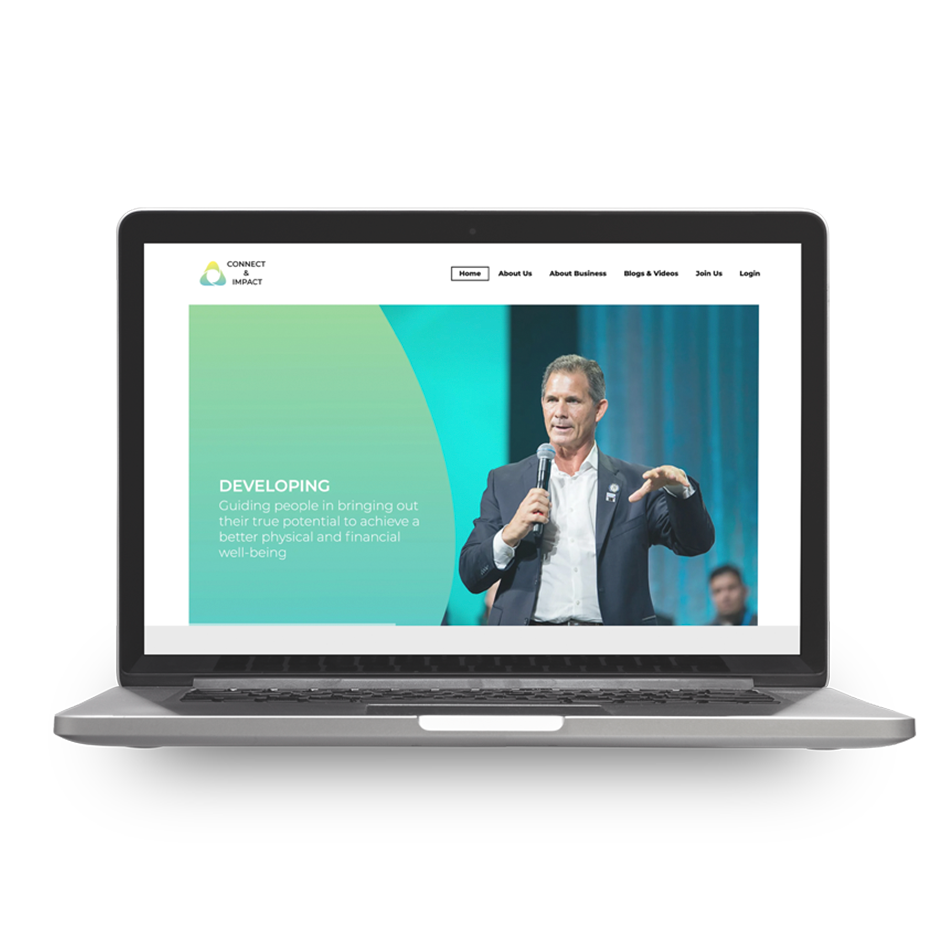 CONNECT
&
IMPACT
Home About Us About Business Blogs & Videos Join Us Login
DEVELOPING
Guiding people in bringing out
their true potential to achieve a
better physical and financial
well-being